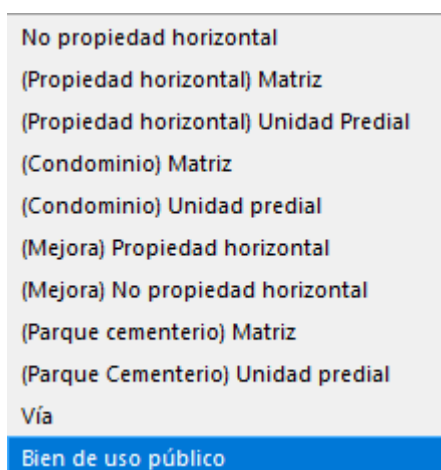 No propiedad horizontal
(Propiedad horizontal) Matriz
(Propiedad horizontal) Unidad Predial
(Condominio) Matriz
(Condominio) Unidad predial
(Mejora) Propiedad horizontal
(Mejora) No propiedad horizontal
(Parque cementerio) Matriz
(Parque Cementerio) Unidad predial
Vía
Bien de uso público